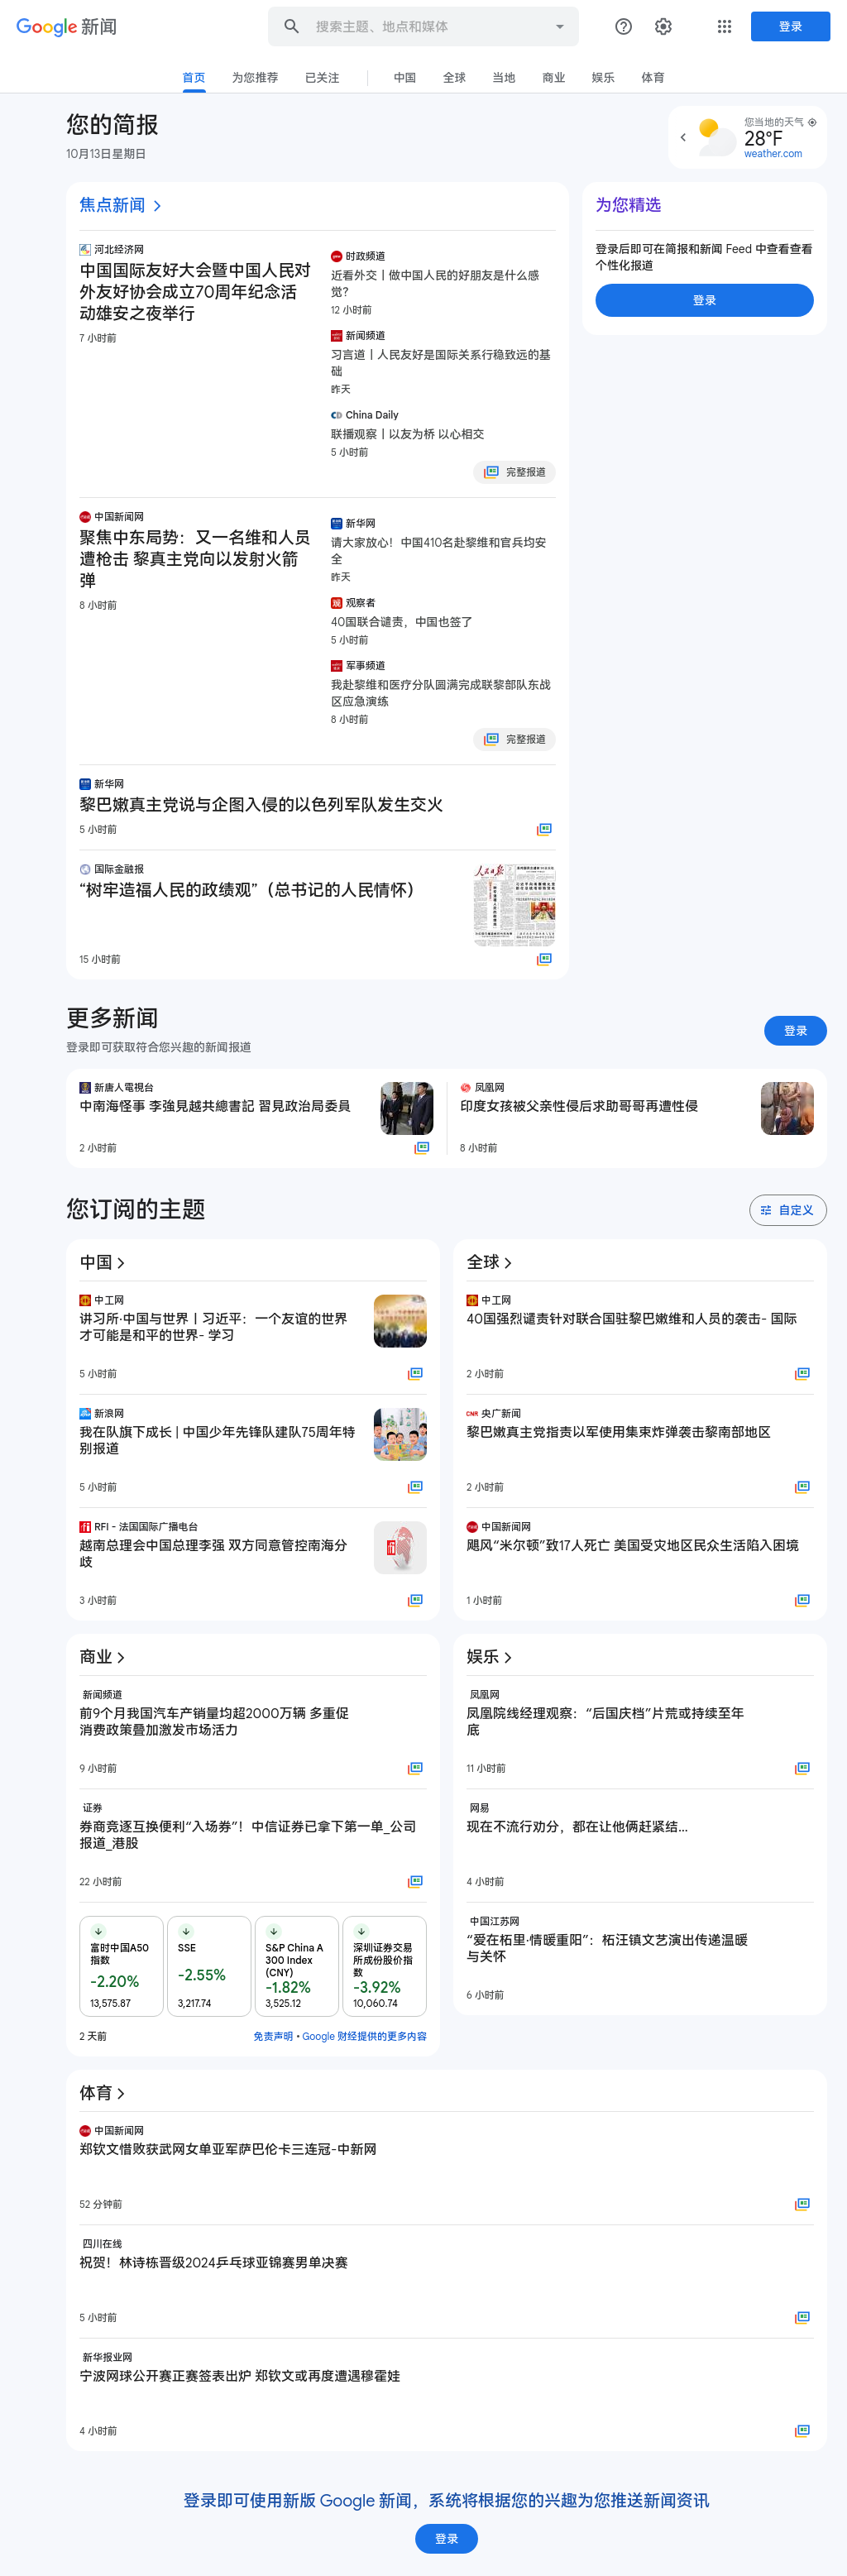 Google 新闻
搜索主题、地点和媒体
登录
首页
为您推荐
已关注
中国
全球
当地
商业
娱乐
体育
您的简报
10月13日星期日
您当地的天气
28°F
weather.com
焦点新闻
河北经济网
中国国际友好大会暨中国人民对
外友好协会成立70周年纪念活
动雄安之夜举行
7 小时前
时政频道
近看外交丨做中国人民的好朋友是什么感
觉？
12 小时前
新闻频道
习言道丨人民友好是国际关系行稳致远的基
础
昨天
China Daily
联播观察丨以友为桥 以心相交
5 小时前
完整报道
中国新闻网
聚焦中东局势：又一名维和人员
遭枪击 黎真主党向以发射火箭
弹
8 小时前
新华网
请大家放心！中国410名赴黎维和官兵均安
全
昨天
观察者
40国联合谴责，中国也签了
5 小时前
军事频道
我赴黎维和医疗分队圆满完成联黎部队东战
区应急演练
8 小时前
完整报道
新华网
黎巴嫩真主党说与企图入侵的以色列军队发生交火
5 小时前
国际金融报
“树牢造福人民的政绩观”（总书记的人民情怀）
人民日报
15 小时前
为您精选
登录后即可在简报和新闻 Feed 中查看查看
个性化报道
登录
更多新闻
登录即可获取符合您兴趣的新闻报道
登录
新唐人電視台
中南海怪事 李強見越共總書記 習見政治局委員
2 小时前
凤凰网
印度女孩被父亲性侵后求助哥哥再遭性侵
8 小时前
您订阅的主题
自定义
中国
中工网
讲习所·中国与世界丨习近平：一个友谊的世界
才可能是和平的世界- 学习
5 小时前
新浪网
我在队旗下成长 | 中国少年先锋队建队75周年特
别报道
5 小时前
RFI - 法国国际广播电台
越南总理会中国总理李强 双方同意管控南海分
歧
3 小时前
全球
中工网
40国强烈谴责针对联合国驻黎巴嫩维和人员的袭击- 国际
2 小时前
央广新闻
黎巴嫩真主党指责以军使用集束炸弹袭击黎南部地区
2 小时前
中国新闻网
飓风“米尔顿”致17人死亡 美国受灾地区民众生活陷入困境
1 小时前
商业
新闻频道
前9个月我国汽车产销量均超2000万辆 多重促
消费政策叠加激发市场活力
9 小时前
证券
券商竞逐互换便利“入场券”！中信证券已拿下第一单_公司
报道_港股
22 小时前
富时中国A50
指数
-2.20%
13,575.87
SSE
-2.55%
3,217.74
S&P China A
300 Index
(CNY)
-1.82%
3,525.12
深圳证券交易
所成份股价指
数
-3.92%
10,060.74
2 天前
免责声明 • Google 财经提供的更多内容
娱乐
凤凰网
凤凰院线经理观察：“后国庆档”片荒或持续至年
底
11 小时前
网易
现在不流行劝分，都在让他俩赶紧结...
4 小时前
中国江苏网
“爱在柘里·情暖重阳”：柘汪镇文艺演出传递温暖
与关怀
6 小时前
体育
中国新闻网
郑钦文惜败获武网女单亚军萨巴伦卡三连冠-中新网
52 分钟前
四川在线
祝贺！林诗栋晋级2024乒乓球亚锦赛男单决赛
5 小时前
新华报业网
宁波网球公开赛正赛签表出炉 郑钦文或再度遭遇穆霍娃
4 小时前
登录即可使用新版 Google 新闻，系统将根据您的兴趣为您推送新闻资讯
登录